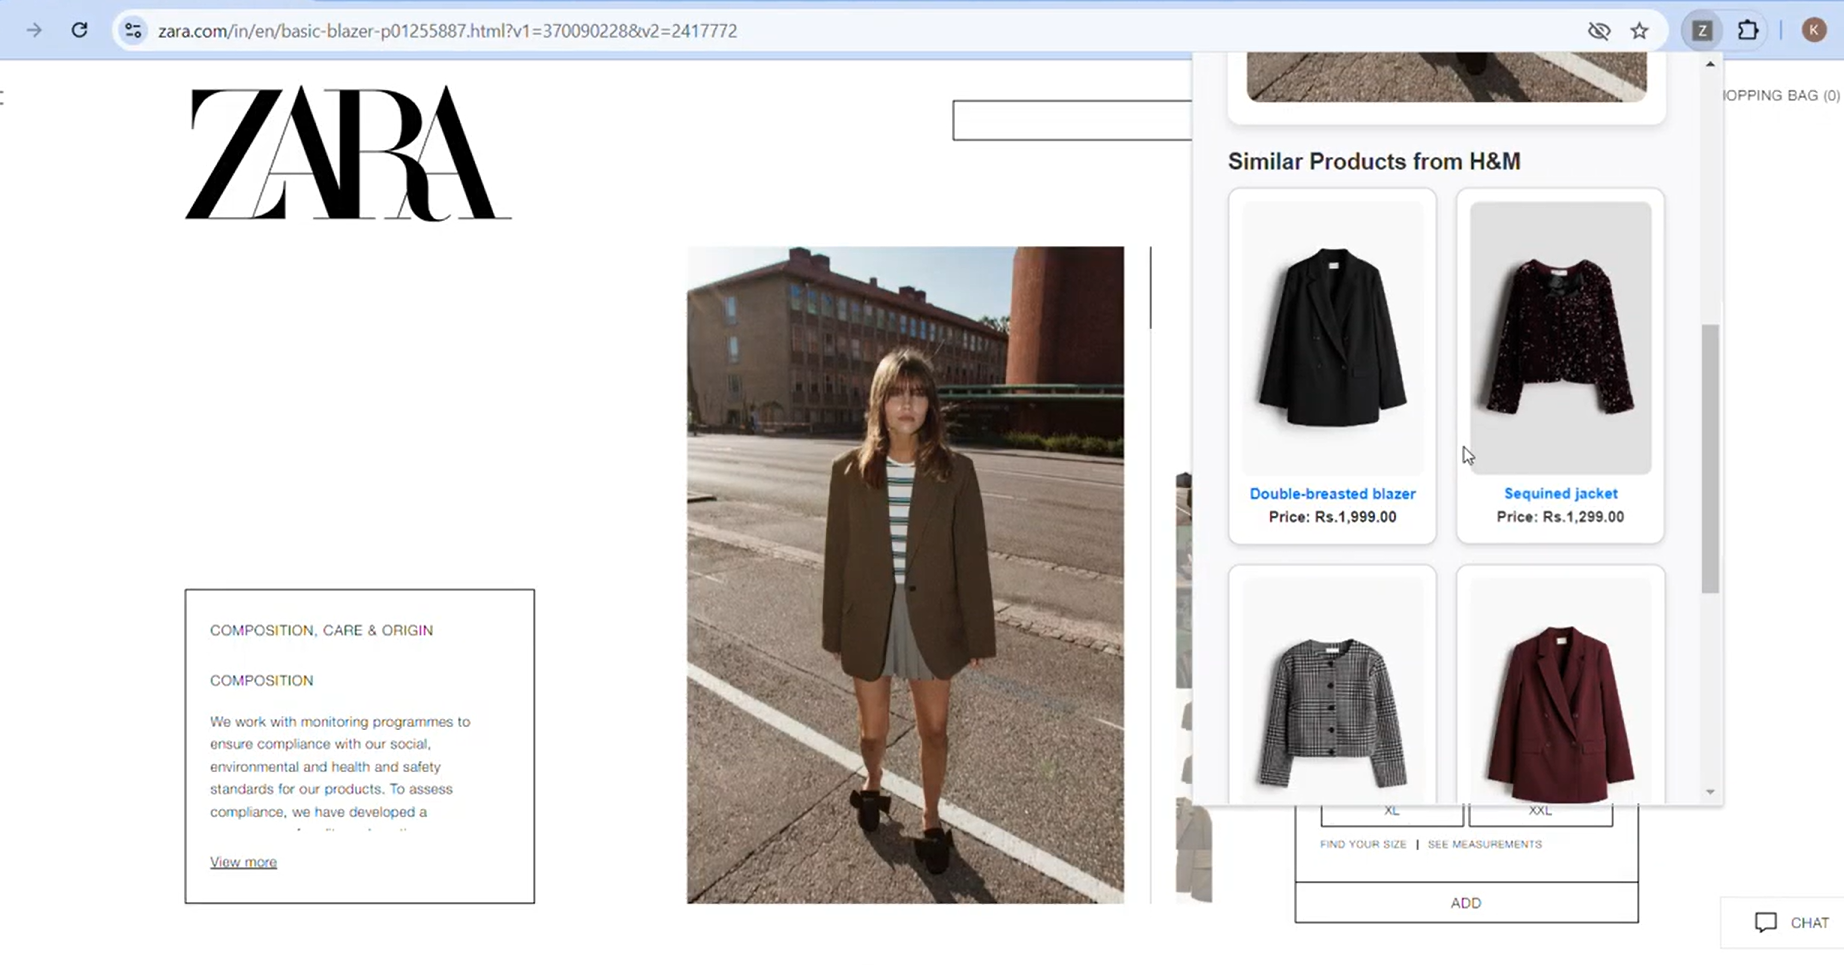 zara.com/in/en/basic-blazer-p01255887.html?v1=370090228&v2=2417772
Z
K
ZARA
OPPING BAG (0)
Similar Products from H&M
Double-breasted blazer
Price: Rs.1,999.00
Sequined jacket
Price: Rs.1,299.00
COMPOSITION, CARE & ORIGIN
COMPOSITION
We work with monitoring programmes to
ensure compliance with our social,
environmental and health and safety
standards for our products. To assess
compliance, we have developed a
View more
XL
XXL
FIND YOUR SIZE | SEE MEASUREMENTS
ADD
CHAT